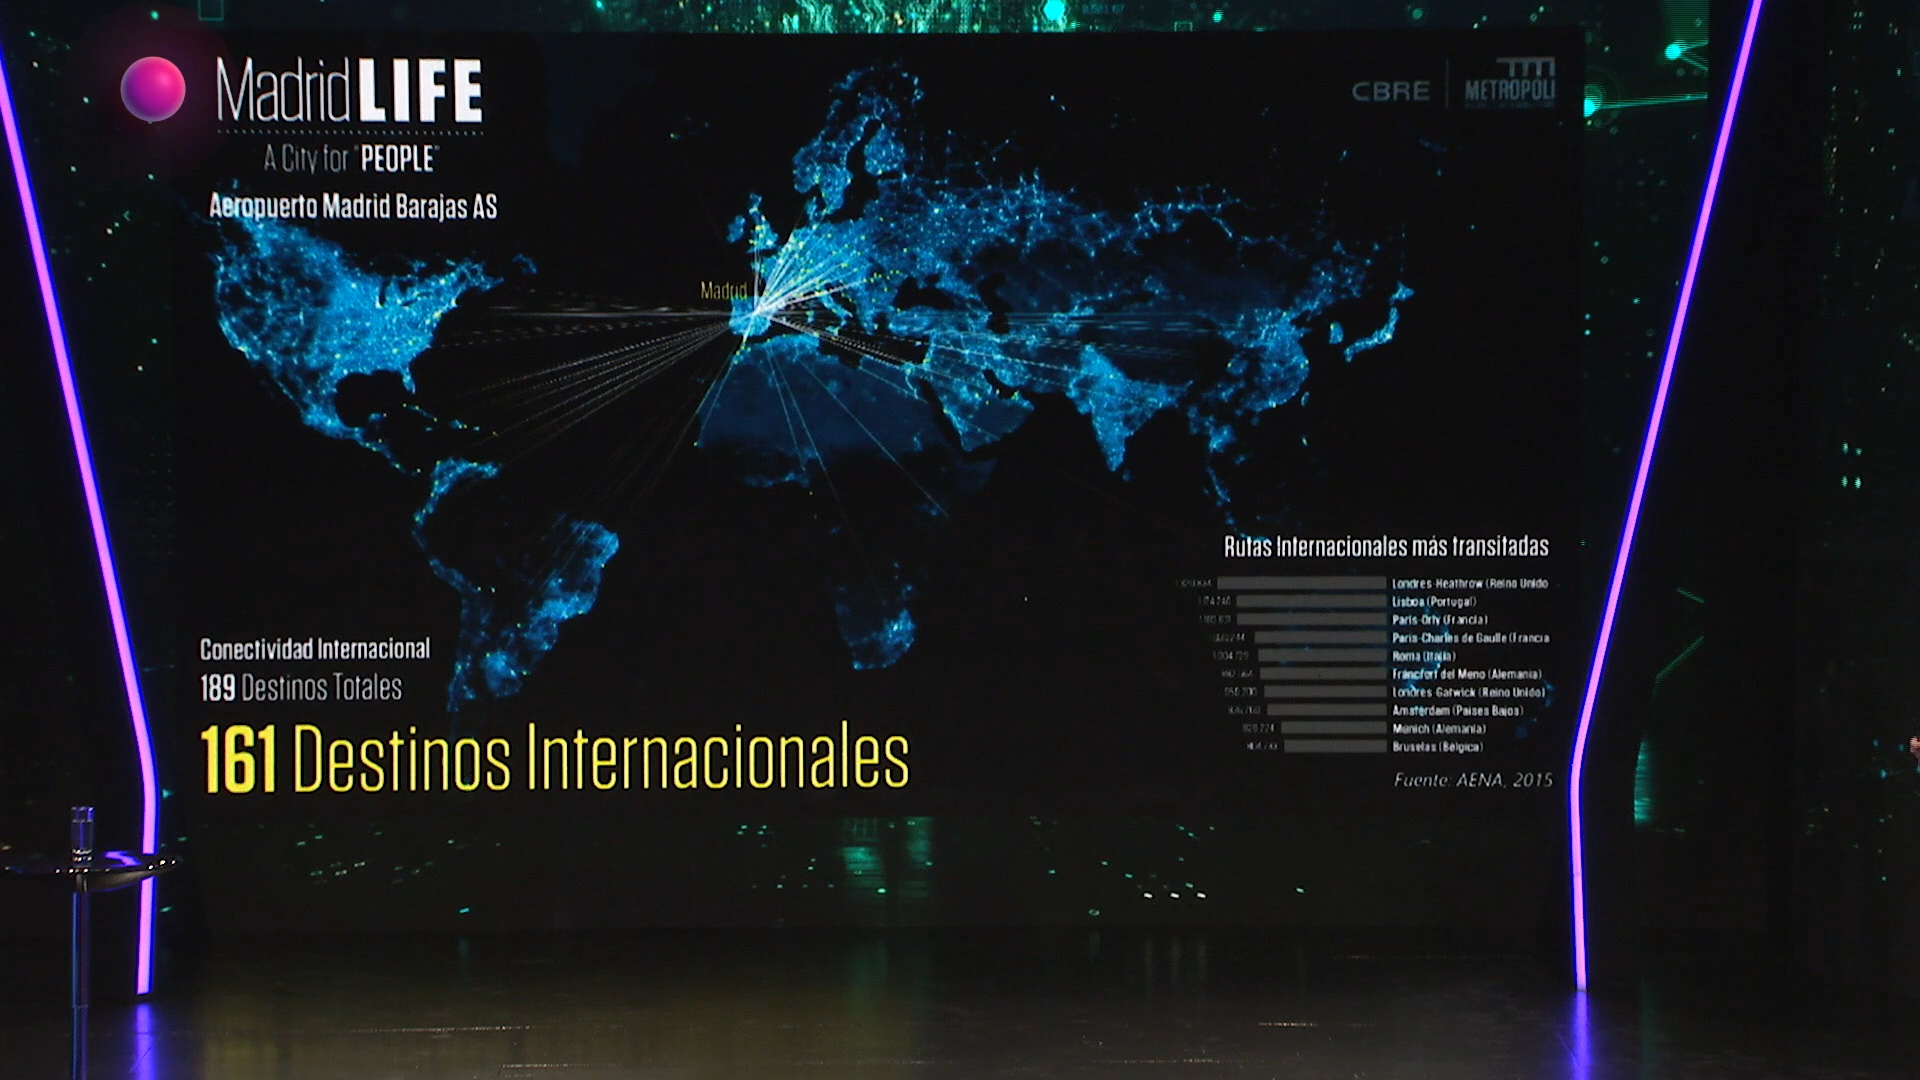 Madrid LIFE
A City for "PEOPLE"
Aeropuerto Madrid Barajas AS
CBRE
METROPOLI
Madrid
Conectividad Internacional
189 Destinos Totales
161 Destinos Internacionales
Rutas Internacionales más transitadas
Londres-Heathrow (Reino Unido
Lisboa (Portugal)
París-Orly (Francia)
París-Charles de Gaulle (Francia
Roma (Italia)
Fráncfort del Meno (Alemania)
Londres-Gatwick (Reino Unido)
Amsterdam (Países Bajos)
Múnich (Alemania)
Bruselas (Bélgica)
Fuente: AENA, 2015